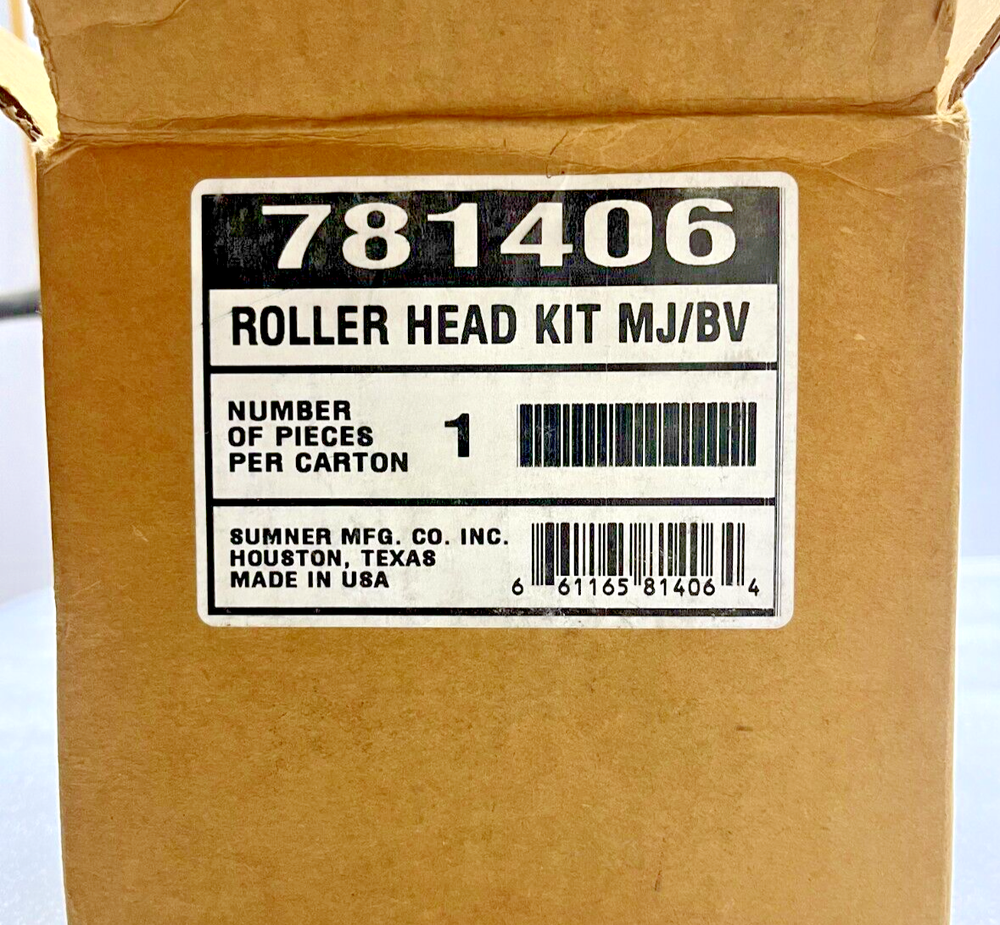 781406
ROLLER HEAD KIT MJ/BV
NUMBER
OF PIECES
PER CARTON
1
SUMNER MFG. CO. INC.
HOUSTON, TEXAS
MADE IN USA
6 61165 81406 4